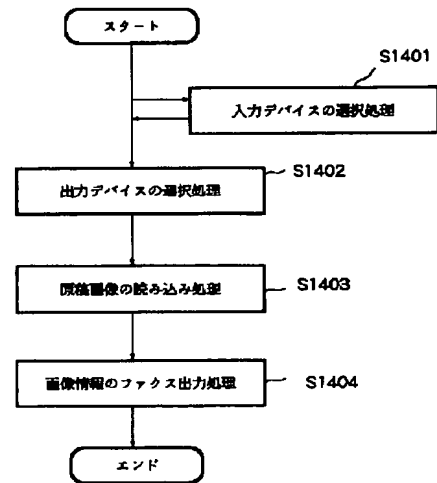 スタート
S1401
入力デバイスの選択処理
S1402
出力デバイスの選択処理
S1403
原稿画像の読み込み処理
画像情報のファクス出力処理
S1404
エンド